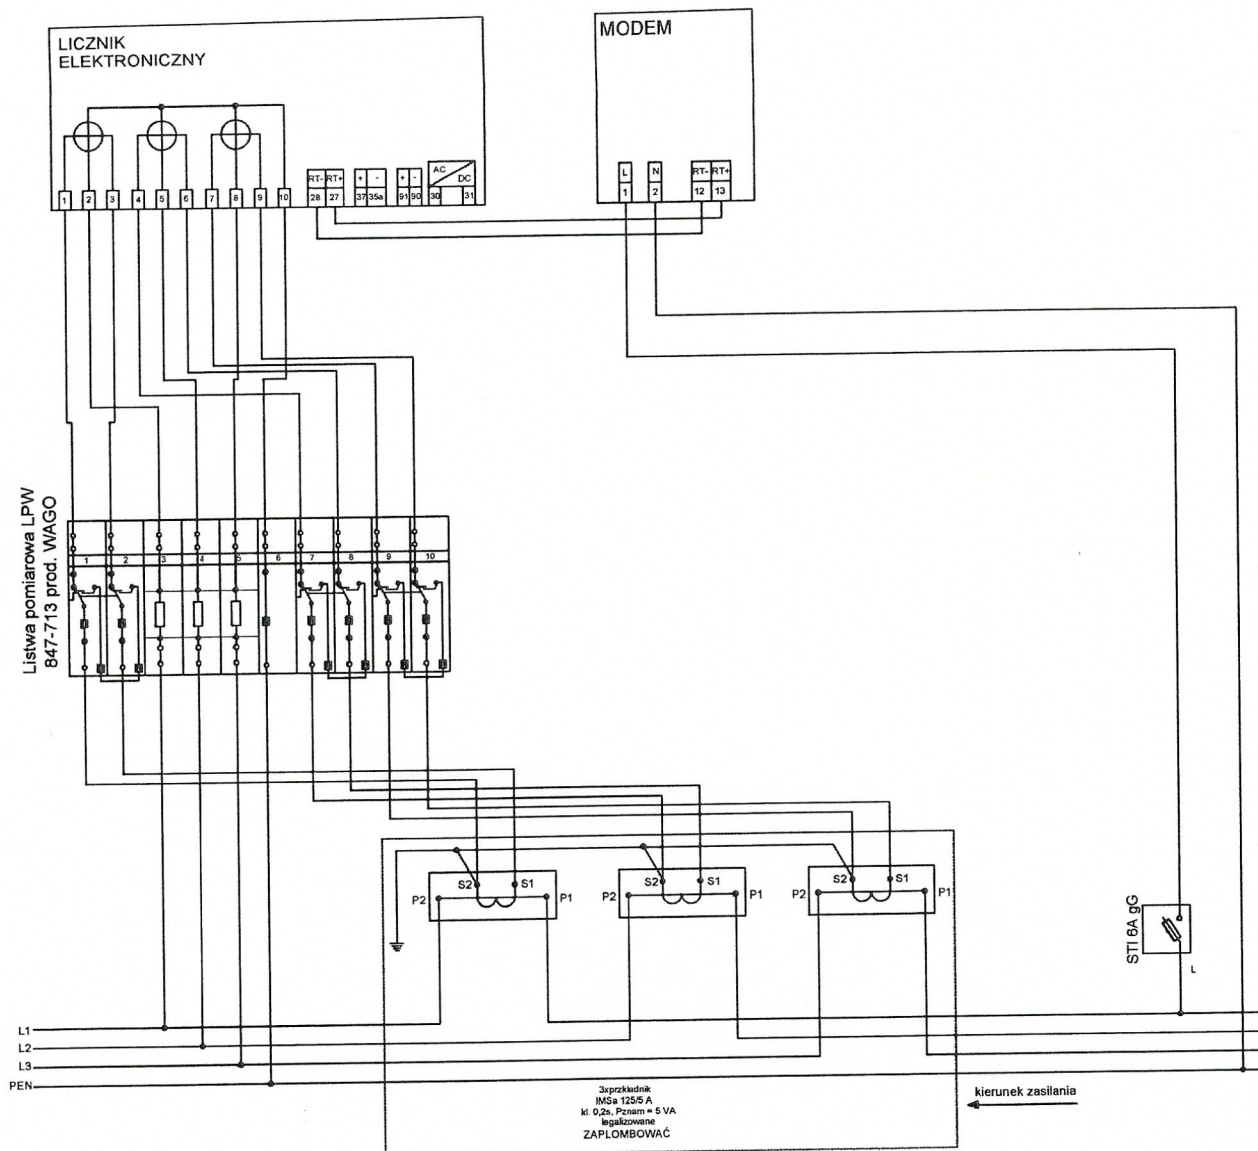 LICZNIK
ELEKTRONICZNY
MODEM
1 2 3 4 5 6 7 8 9 10
RT- RT+ + - + - AC DC
28 27 37 35a 91 90 30 31
L N RT- RT+
1 2 12 13
Listwa pomiarowa LPW
847-713 prod. WAGO
1 2 3 4 5 6 7 8 9 10
S2 S1 S2 S1 S2 S1
P2 P1 P2 P1 P2 P1
STI 6A gG
L
L1
L2
L3
PEN
3xprzkładnik
IMSa 125/5 A
kl. 0,2s, Pznam = 5 VA
legalizowane
ZAPLOMBOWAĆ
kierunek zasilania